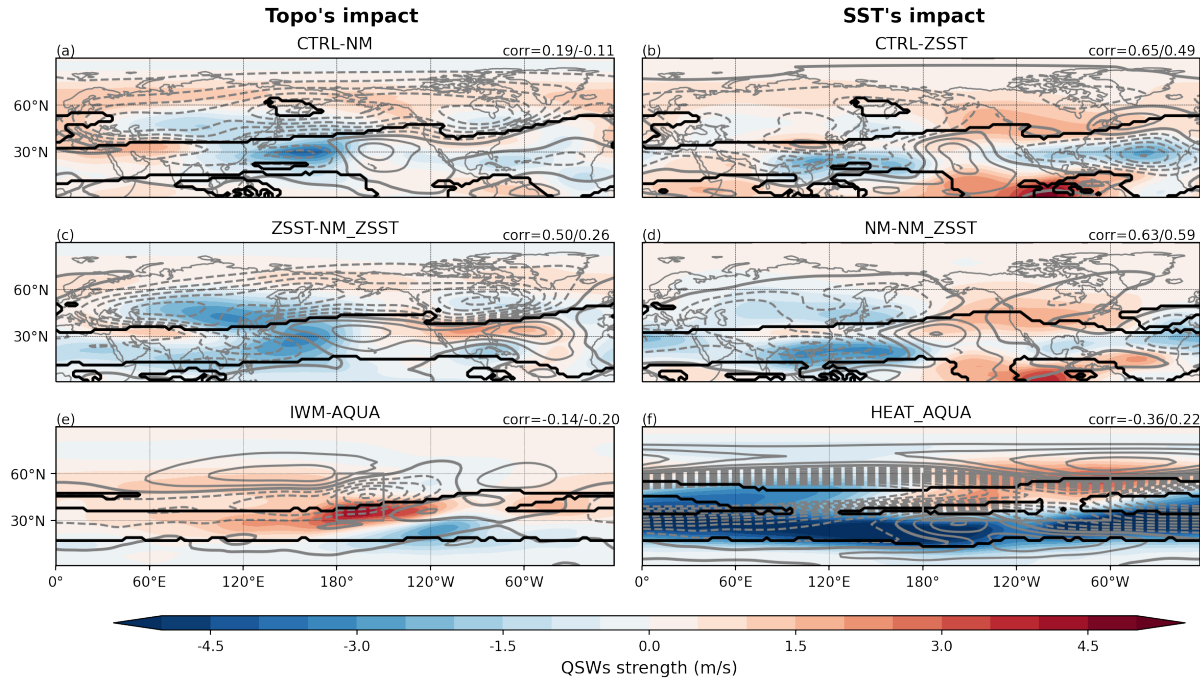 Topo's impact
SST's impact
(a) CTRL-NM corr=0.19/-0.11
(b) CTRL-ZSST corr=0.65/0.49
60°N
30°N
(c) ZSST-NM_ZSST corr=0.50/0.26
(d) NM-NM_ZSST corr=0.63/0.59
60°N
30°N
(e) IWM-AQUA corr=-0.14/-0.20
(f) HEAT_AQUA corr=-0.36/0.22
60°N
30°N
0° 60°E 120°E 180° 120°W 60°W
0° 60°E 120°E 180° 120°W 60°W
-4.5 -3.0 -1.5 0.0 1.5 3.0 4.5
QSWs strength (m/s)